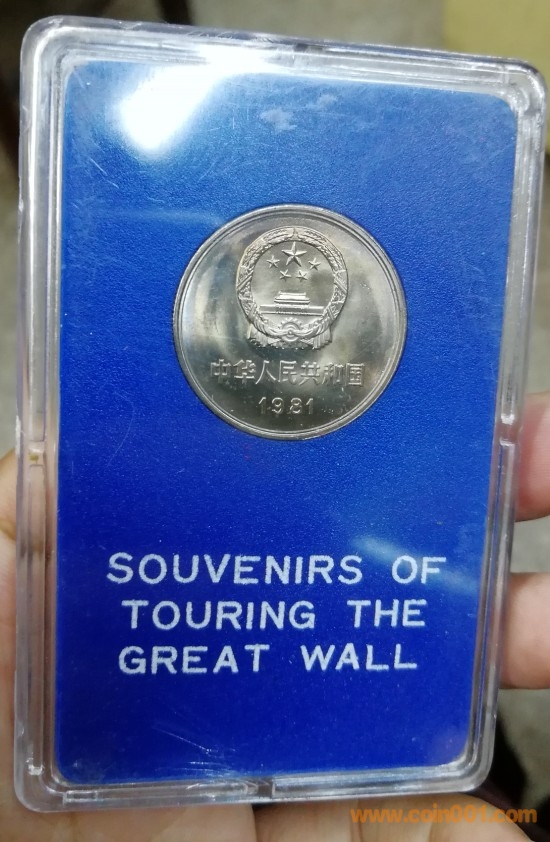 中华人民共和国
1981
SOUVENIRS OF
TOURING THE
GREAT WALL
www.coin001.com